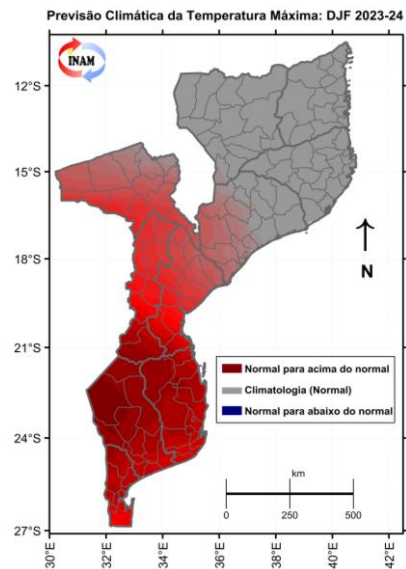 Previsão Climática da Temperatura Máxima: DJF 2023-24
INAM
12°S
15°S
18°S
21°S
24°S
27°S
N
Normal para acima do normal
Climatologia (Normal)
Normal para abaixo do normal
km
0 250 500
30°E 32°E 34°E 36°E 38°E 40°E 42°E